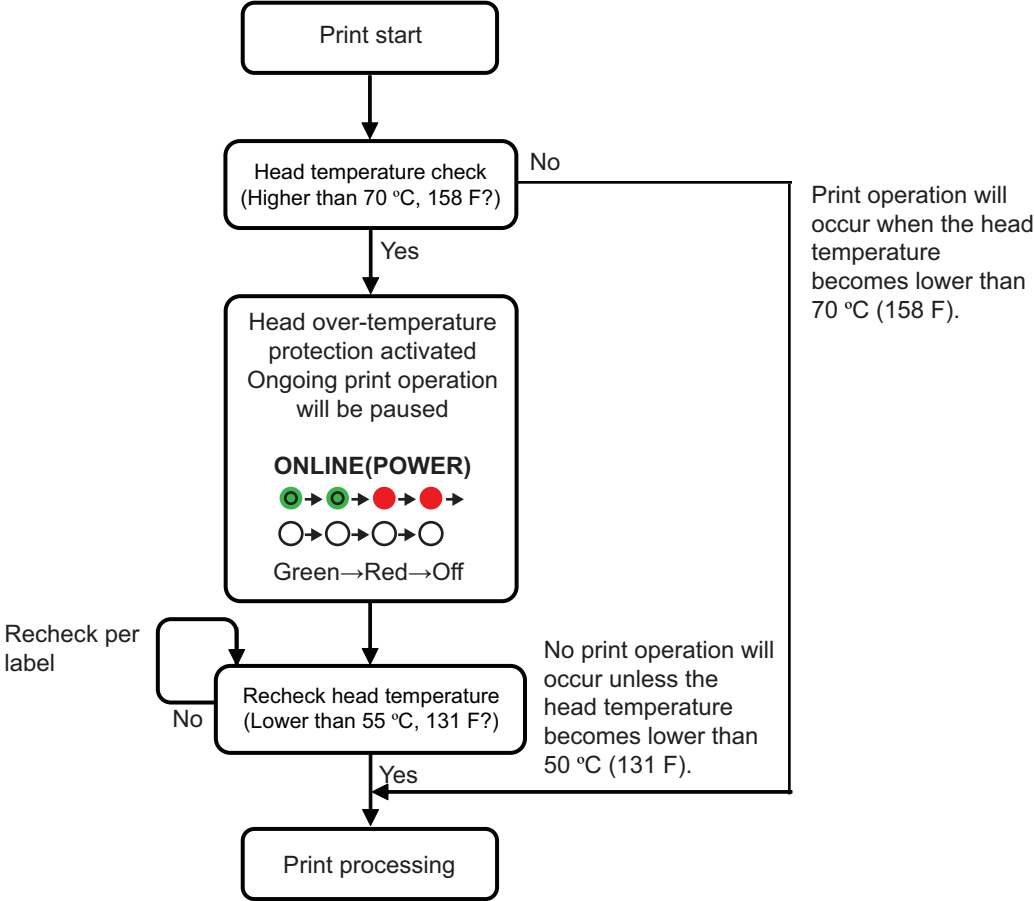 Print start
Head temperature check
(Higher than 70 ºC, 158 F?)
No
Print operation will
occur when the head
temperature
becomes lower than
70 ºC (158 F).
Yes
Head over-temperature
protection activated
Ongoing print operation
will be paused
ONLINE(POWER)
Green→Red→Off
Recheck per
label
No
Recheck head temperature
(Lower than 55 ºC, 131 F?)
No print operation will
occur unless the
head temperature
becomes lower than
50 ºC (131 F).
Yes
Print processing